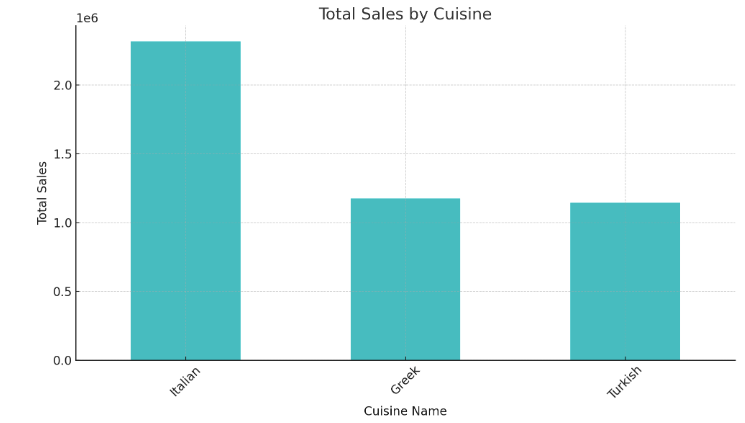 Total Sales by Cuisine
1e6
2.0
1.5
1.0
0.5
0.0
Total Sales
Italian
Greek
Turkish
Cuisine Name